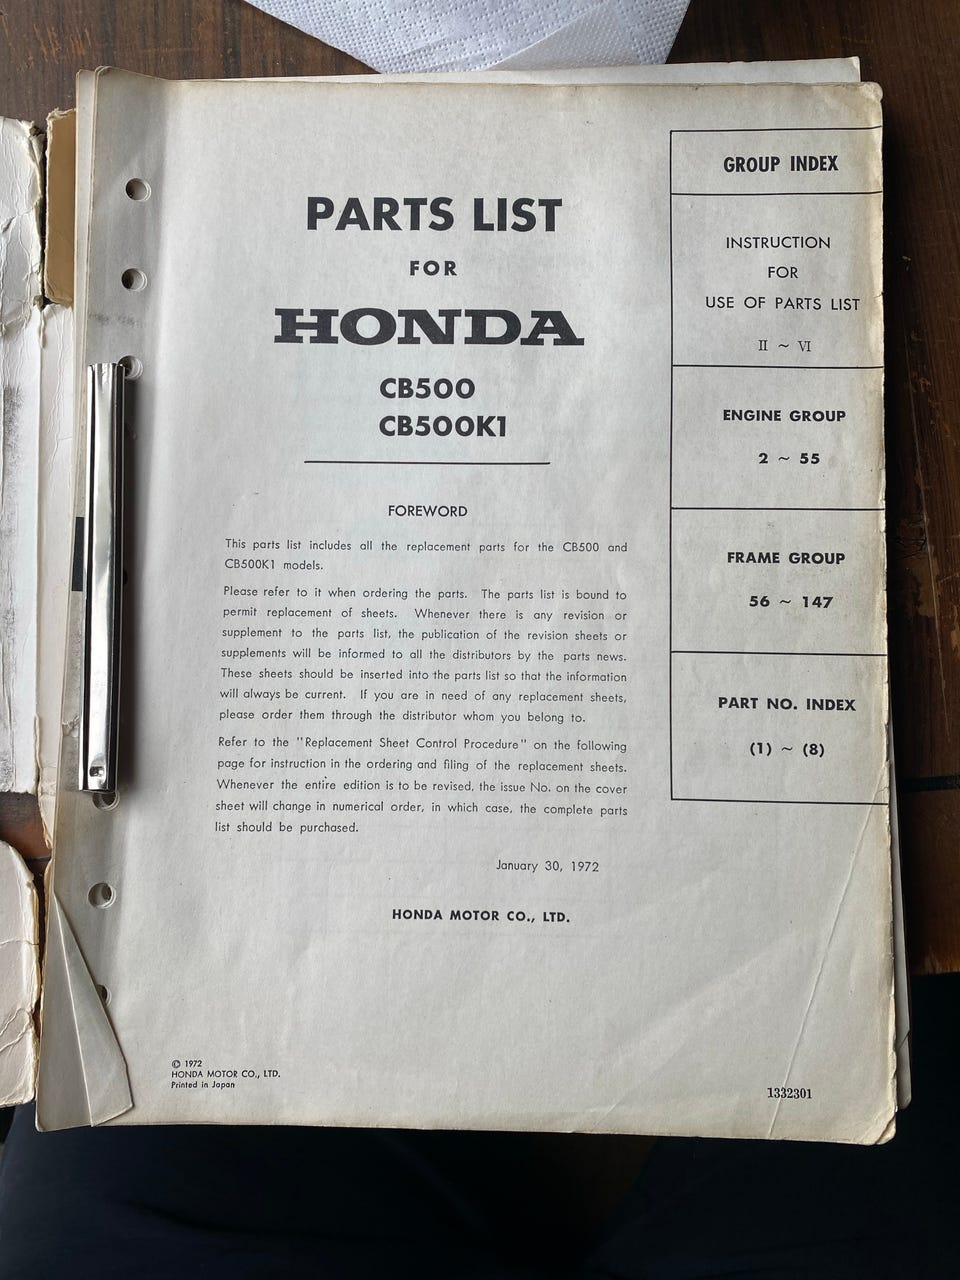 PARTS LIST
FOR
HONDA
CB500
CB500K1
FOREWORD
This parts list includes all the replacement parts for the CB500 and
CB500K1 models.
Please refer to it when ordering the parts. The parts list is bound to
permit replacement of sheets. Whenever there is any revision or
supplement to the parts list, the publication of the revision sheets or
supplements will be informed to all the distributors by the parts news.
These sheets should be inserted into the parts list so that the information
will always be current. If you are in need of any replacement sheets,
please order them through the distributor whom you belong to.
Refer to the "Replacement Sheet Control Procedure" on the following
page for instruction in the ordering and filing of the replacement sheets.
Whenever the entire edition is to be revised, the issue No. on the cover
sheet will change in numerical order, in which case, the complete parts
list should be purchased.
January 30, 1972
HONDA MOTOR CO., LTD.
© 1972
HONDA MOTOR CO., LTD.
Printed in Japan
GROUP INDEX
INSTRUCTION
FOR
USE OF PARTS LIST
II ~ VI
ENGINE GROUP
2 ~ 55
FRAME GROUP
56 ~ 147
PART NO. INDEX
(1) ~ (8)
1332301